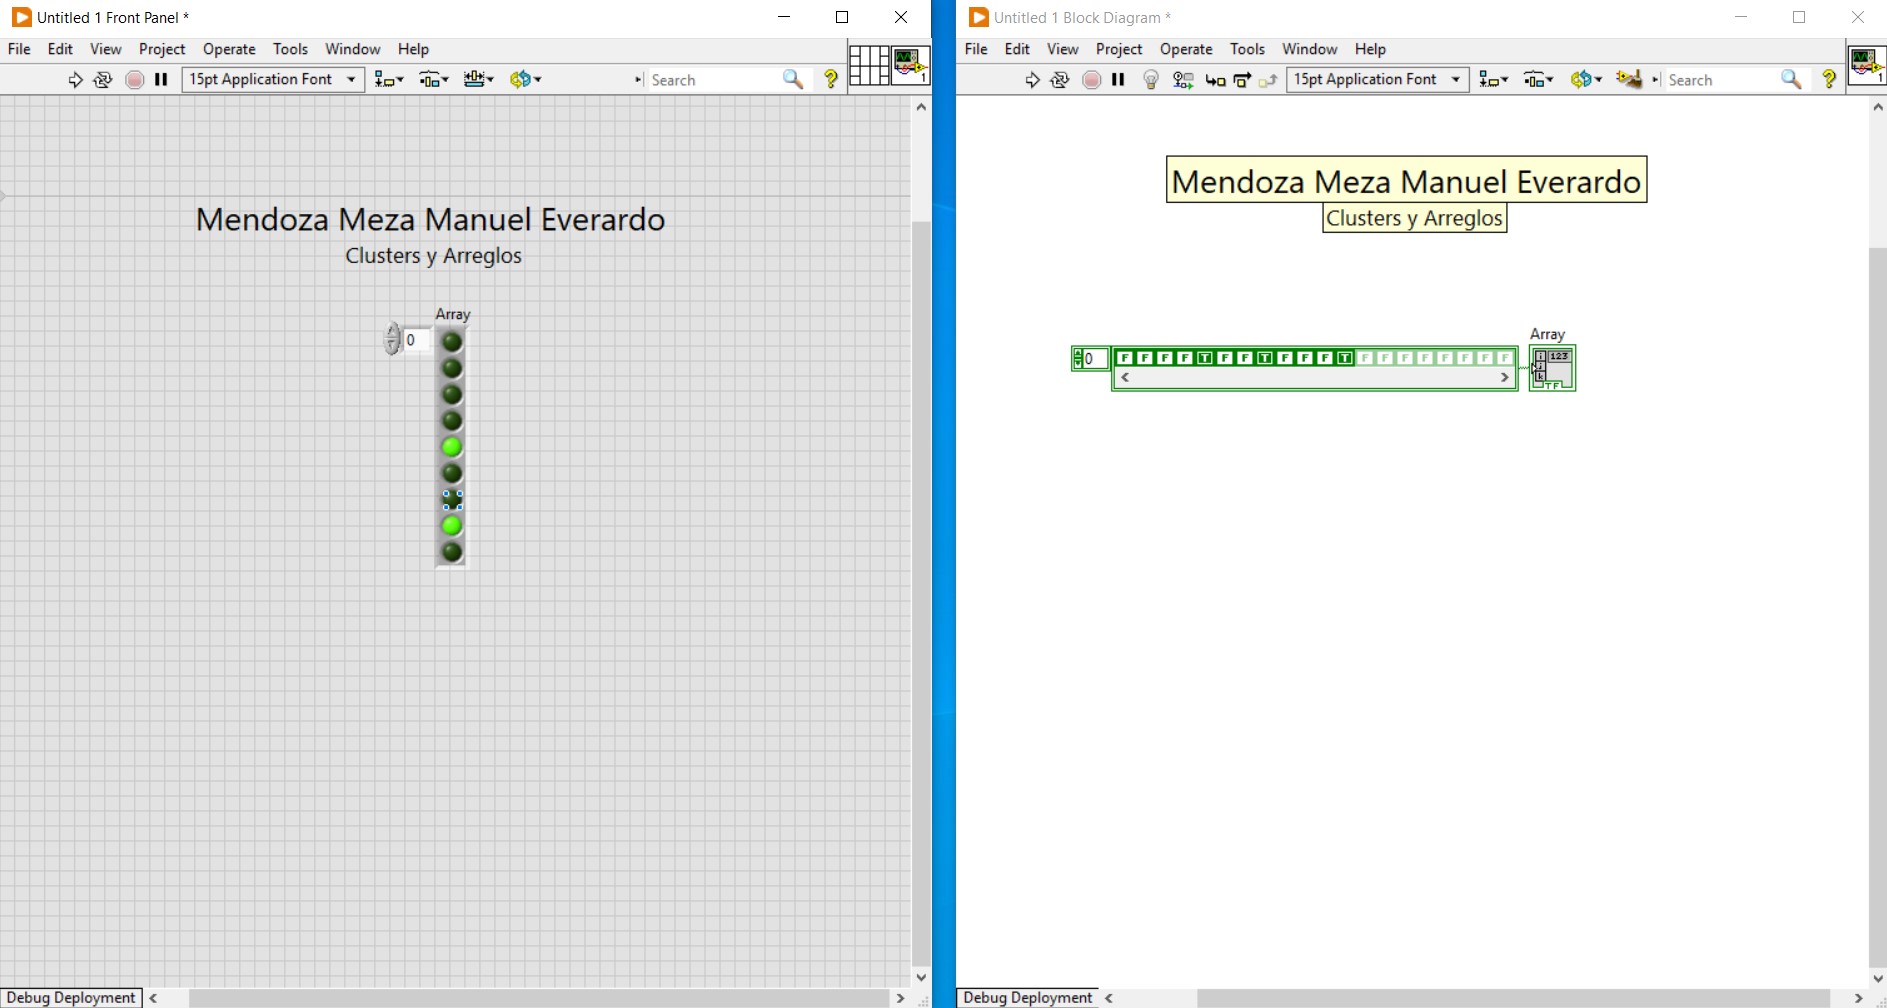 Untitled 1 Front Panel *
File Edit View Project Operate Tools Window Help
15pt Application Font
Search
?
1
Mendoza Meza Manuel Everardo
Clusters y Arreglos
Array
0
Debug Deployment
Untitled 1 Block Diagram *
File Edit View Project Operate Tools Window Help
15pt Application Font
Search
?
1
Mendoza Meza Manuel Everardo
Clusters y Arreglos
Array
0 F F F F T F F T F F F T F F F F F F F F
i 123
j
k
TF
Debug Deployment